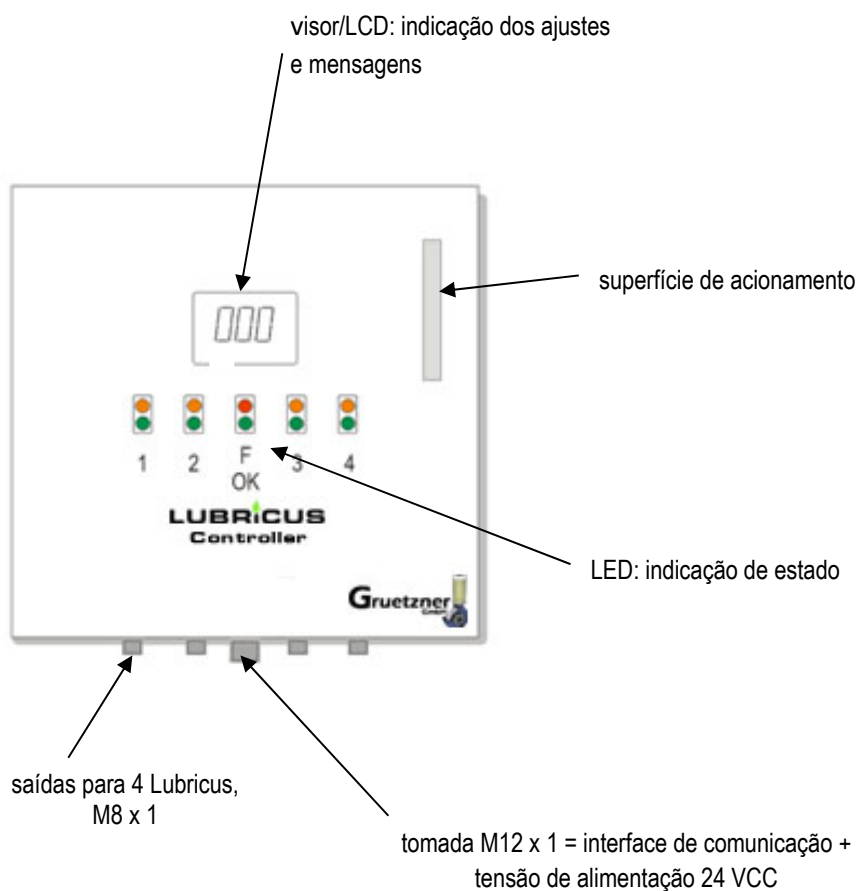 visor/LCD: indicação dos ajustes
e mensagens
superfície de acionamento
000
1 2 F 3 4
OK
LUBRICUS
Controller
LED: indicação de estado
Gruetzner
GmbH
saídas para 4 Lubricus,
M8 x 1
tomada M12 x 1 = interface de comunicação +
tensão de alimentação 24 VCC